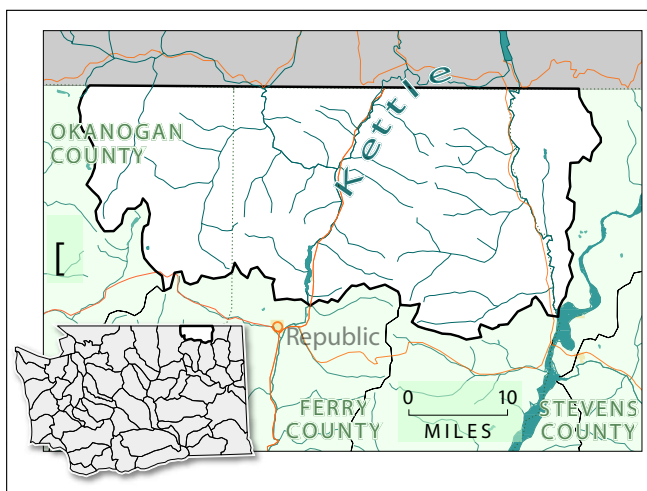 Kettle
OKANOGAN
COUNTY
[
Republic
FERRY
COUNTY
0 10
MILES
STEVENS
COUNTY